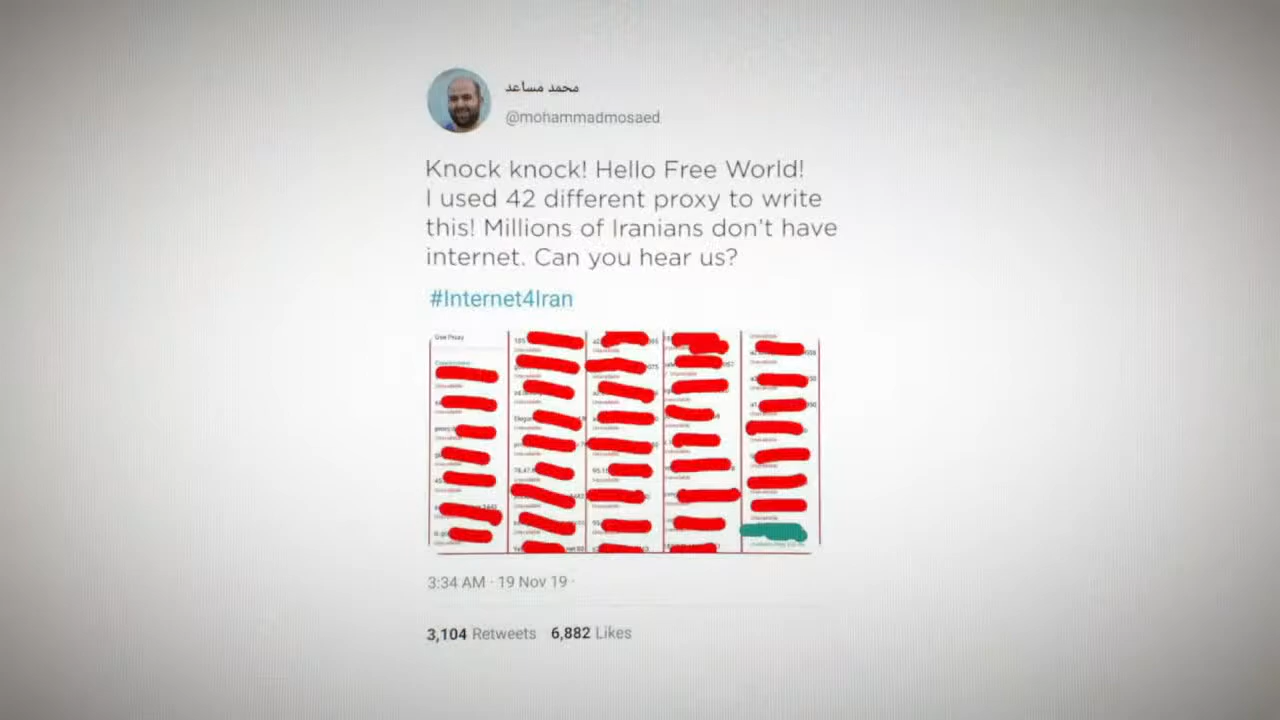 محمد مساعد
@mohammadmosaed
Knock knock! Hello Free World!
I used 42 different proxy to write
this! Millions of Iranians don't have
internet. Can you hear us?
#Internet4Iran
Use Proxy
3:34 AM · 19 Nov 19 ·
3,104 Retweets 6,882 Likes